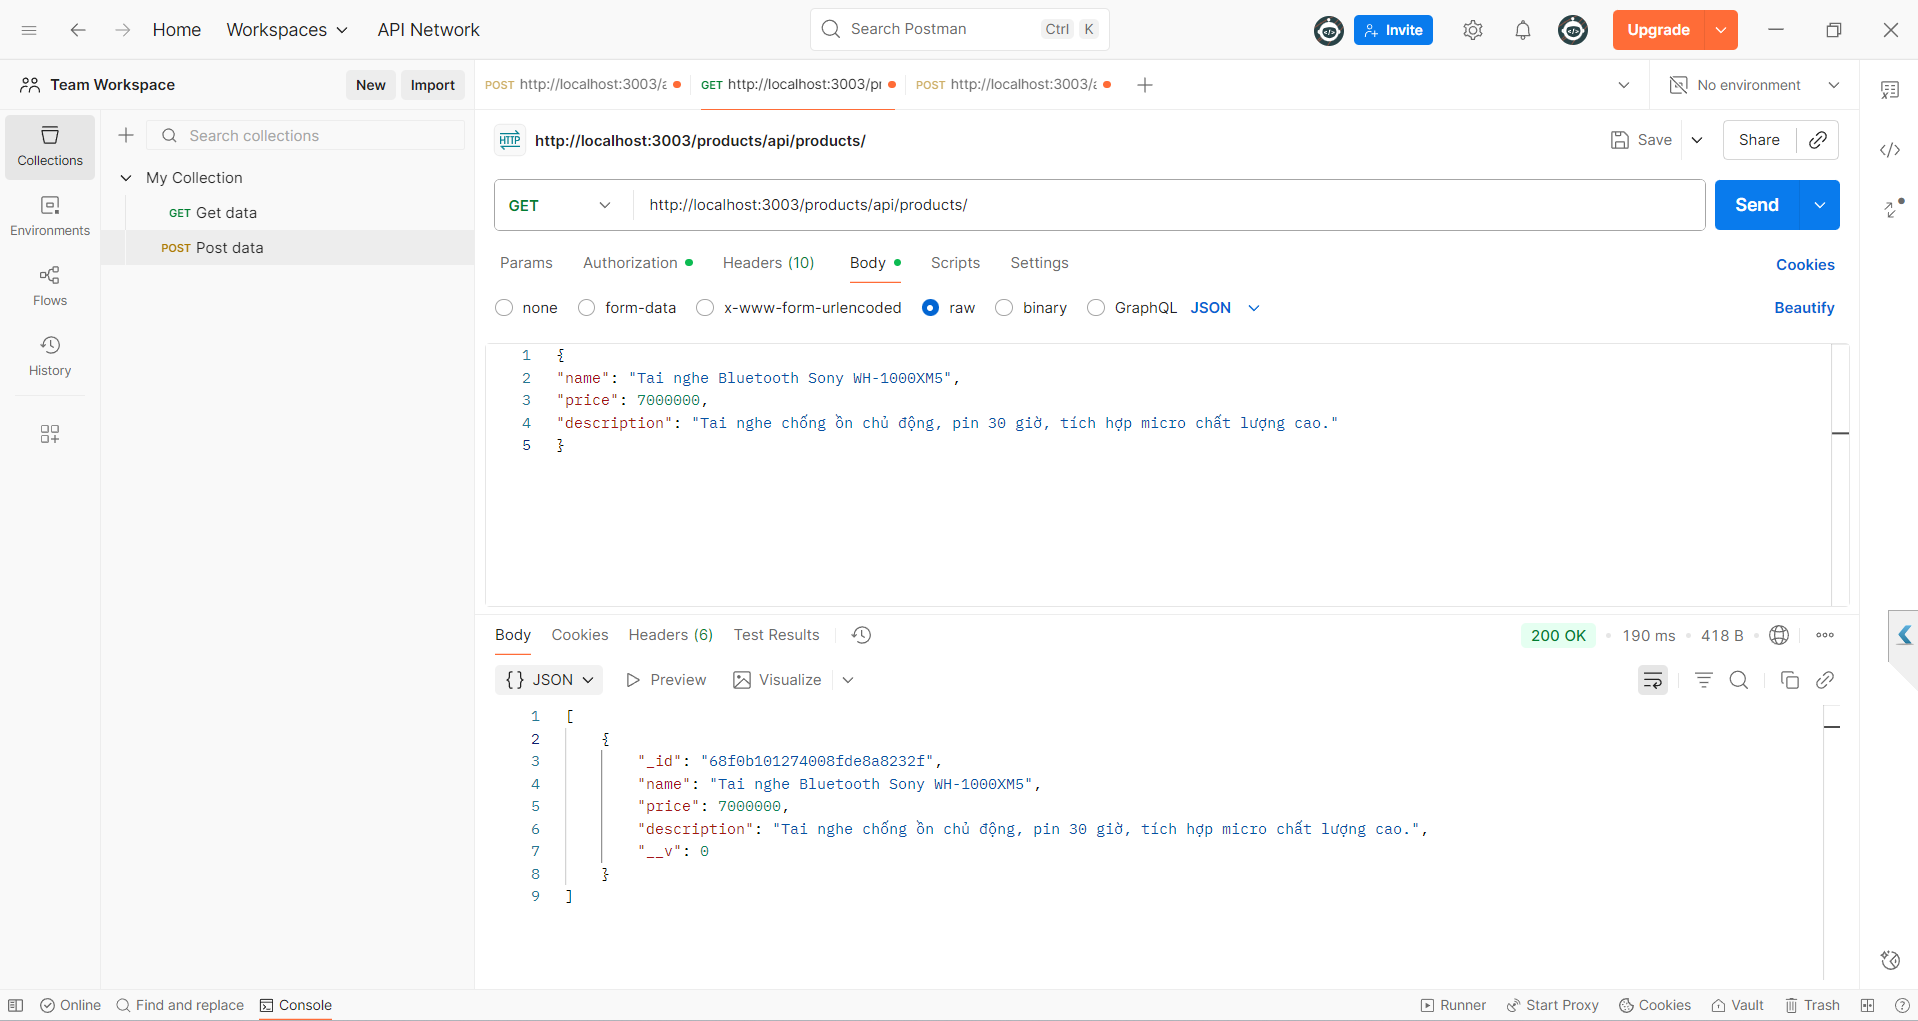 Home Workspaces API Network Search Postman Ctrl K Invite Upgrade
Team Workspace New Import
POST http://localhost:3003/a GET http://localhost:3003/pr POST http://localhost:3003/a No environment
Collections
Environments
Flows
History
Search collections
My Collection
GET Get data
POST Post data
HTTP http://localhost:3003/products/api/products/ Save Share
GET http://localhost:3003/products/api/products/ Send
Params Authorization Headers (10) Body Scripts Settings Cookies
none form-data x-www-form-urlencoded raw binary GraphQL JSON Beautify
1 {
2 "name": "Tai nghe Bluetooth Sony WH-1000XM5",
3 "price": 7000000,
4 "description": "Tai nghe chống ồn chủ động, pin 30 giờ, tích hợp micro chất lượng cao."
5 }
Body Cookies Headers (6) Test Results 200 OK 190 ms 418 B
{} JSON Preview Visualize
1 [
2 {
3 "_id": "68f0b101274008fde8a8232f",
4 "name": "Tai nghe Bluetooth Sony WH-1000XM5",
5 "price": 7000000,
6 "description": "Tai nghe chống ồn chủ động, pin 30 giờ, tích hợp micro chất lượng cao.",
7 "__v": 0
8 }
9 ]
Online Find and replace Console Runner Start Proxy Cookies Vault Trash